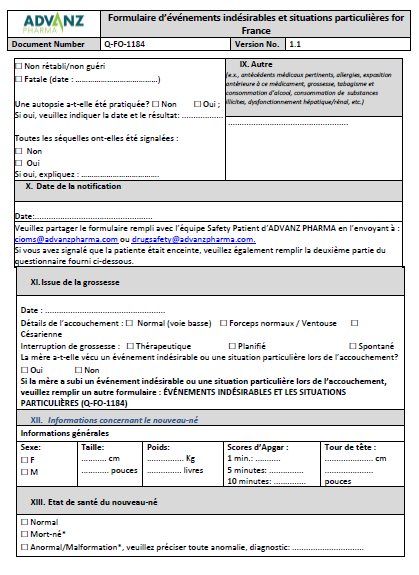 ADVANZ
PHARMA
Formulaire d'événements indésirables et situations particulières for
France
Document Number Q-FO-1184 Version No. 1.1
☐ Non rétabli/non guéri
☐ Fatale (date : ......................................)
Une autopsie a-t-elle été pratiquée? ☐ Non ☐ Oui ;
Si oui, veuillez indiquer la date et le résultat: ...................
Toutes les séquelles ont-elles été signalées :
☐ Non
☐ Oui
Si oui, expliquez : ....................................
IX. Autre
(e.x., antécédents médicaux pertinents, allergies, exposition
antérieure à ce médicament, grossesse, tabagisme et
consommation d'alcool, consommation de substances
illicites, dysfonctionnement hépatique/rénal, etc.)
..................................................
X. Date de la notification
Date:..................................................
Veuillez partager le formulaire rempli avec l'équipe Safety Patient d'ADVANZ PHARMA en l'envoyant à :
cioms@advanzpharma.com ou drugsafety@advanzpharma.com.
Si vous avez signalé que la patiente était enceinte, veuillez également remplir la deuxième partie du
questionnaire fourni ci-dessous.
XI. Issue de la grossesse
Date : ..................................................
Détails de l'accouchement : ☐ Normal (voie basse) ☐ Forceps normaux / Ventouse ☐
Césarienne
Interruption de grossesse : ☐ Thérapeutique ☐ Planifié ☐ Spontané
La mère a-t-elle vécu un événement indésirable ou une situation particulière lors de l'accouchement?
☐ Oui ☐ Non
Si la mère a subi un événement indésirable ou une situation particulière lors de l'accouchement,
veuillez remplir un autre formulaire : ÉVÉNEMENTS INDÉSIRABLES ET LES SITUATIONS
PARTICULIÈRES (Q-FO-1184)
XII. Informations concernant le nouveau-né
Informations générales
Sexe:
☐ F
☐ M
Taille:
........... cm
............ pouces
Poids:
................ Kg
................ livres
Scores d'Apgar :
1 min.: ...........
5 minutes: ..............
10 minutes: ..............
Tour de tête :
..................... cm
.....................
pouces
XIII. Etat de santé du nouveau-né
☐ Normal
☐ Mort-né*
☐ Anormal/Malformation*, veuillez préciser toute anomalie, diagnostic: ...............................